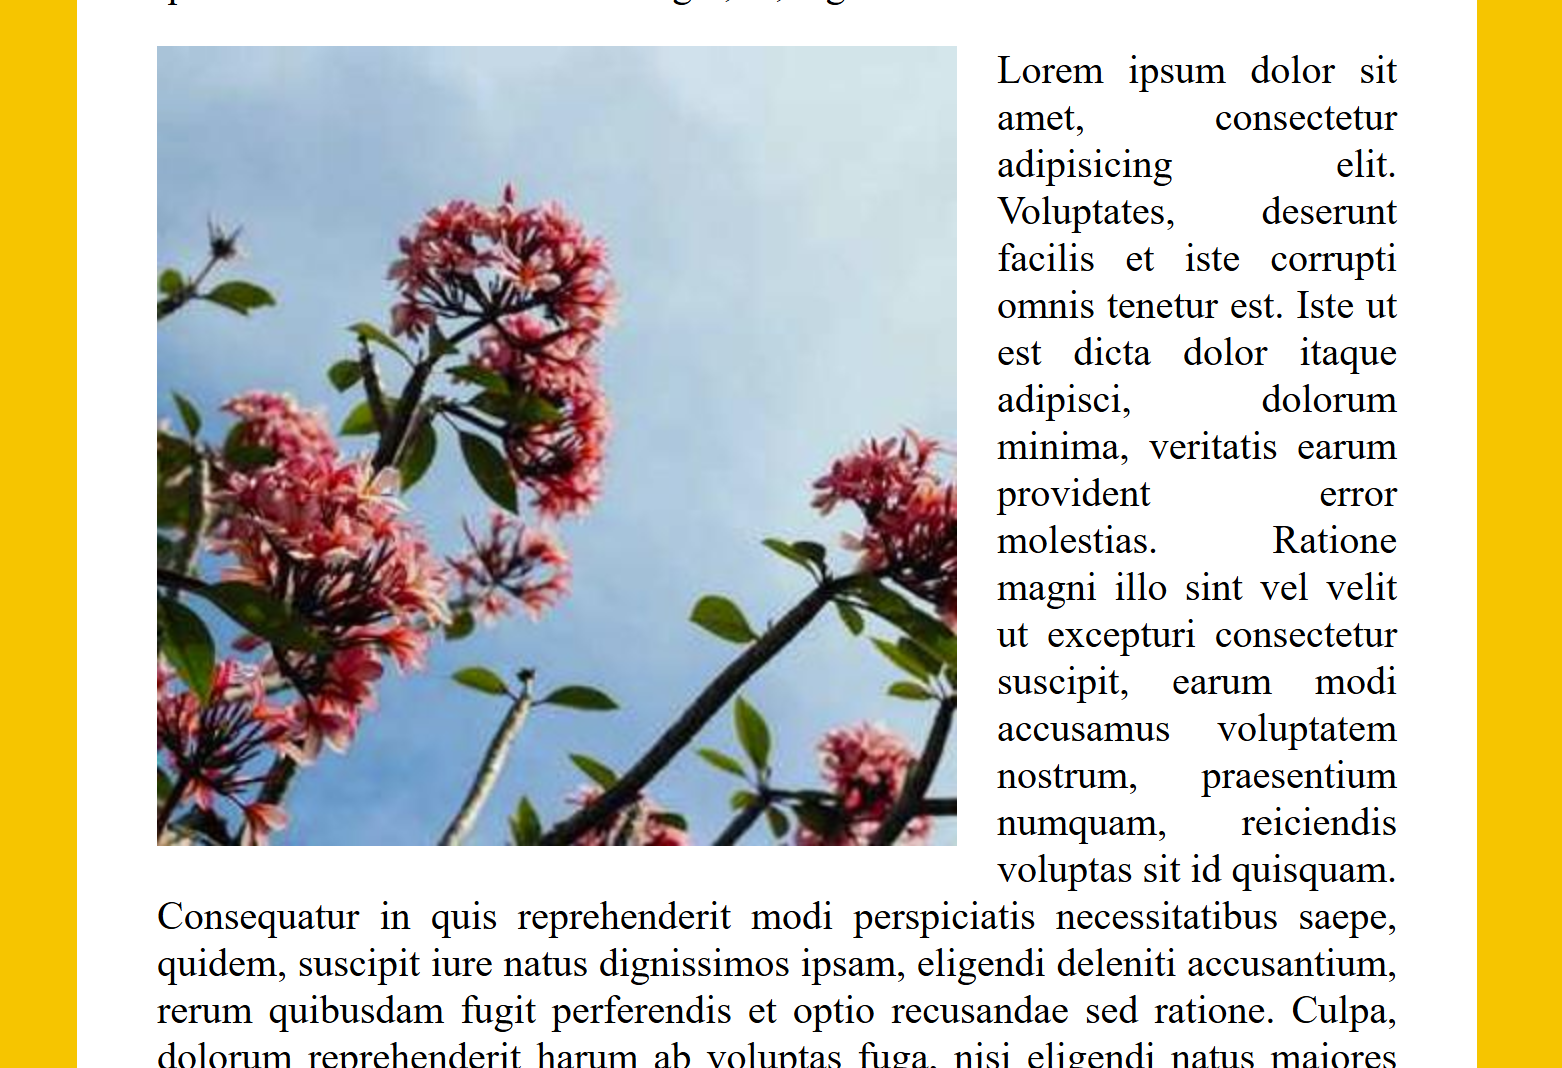 Lorem ipsum dolor sit
amet, consectetur
adipisicing elit.
Voluptates, deserunt
facilis et iste corrupti
omnis tenetur est. Iste ut
est dicta dolor itaque
adipisci, dolorum
minima, veritatis earum
provident error
molestias. Ratione
magni illo sint vel velit
ut excepturi consectetur
suscipit, earum modi
accusamus voluptatem
nostrum, praesentium
numquam, reiciendis
voluptas sit id quisquam.
Consequatur in quis reprehenderit modi perspiciatis necessitatibus saepe,
quidem, suscipit iure natus dignissimos ipsam, eligendi deleniti accusantium,
rerum quibusdam fugit perferendis et optio recusandae sed ratione. Culpa,
dolorum reprehenderit harum ab voluptas fuga, nisi eligendi natus maiores